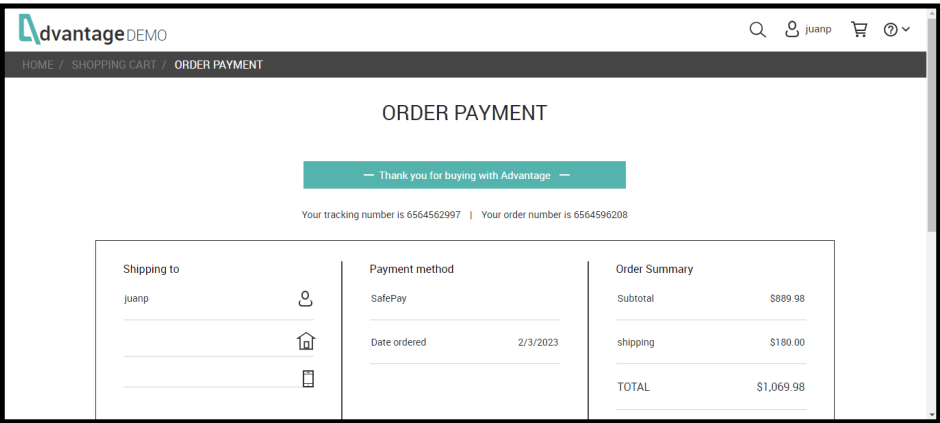 Advantage DEMO
juanp
HOME / SHOPPING CART / ORDER PAYMENT
ORDER PAYMENT
— Thank you for buying with Advantage —
Your tracking number is 6564562997 | Your order number is 6564596208
Shipping to
juanp
Payment method
SafePay
Date ordered 2/3/2023
Order Summary
Subtotal $889.98
shipping $180.00
TOTAL $1,069.98